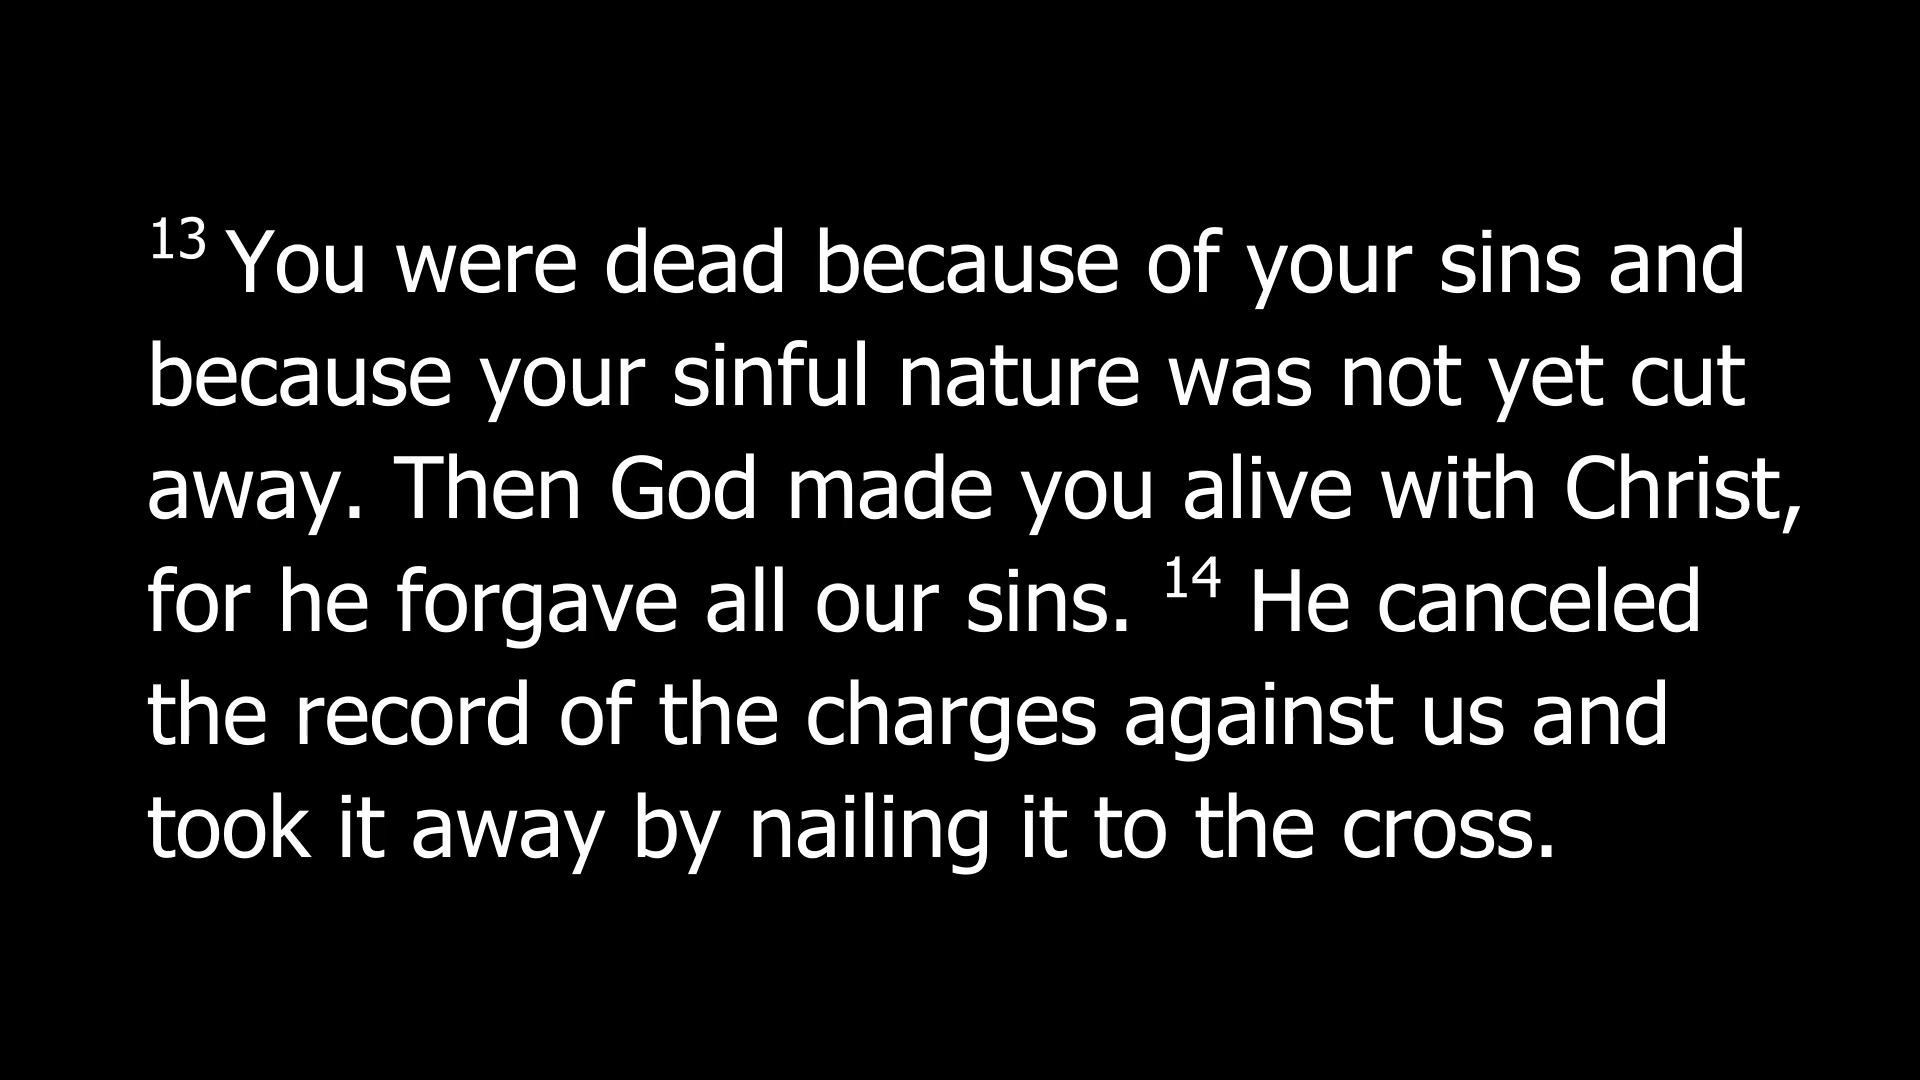 13 You were dead because of your sins and
because your sinful nature was not yet cut
away. Then God made you alive with Christ,
for he forgave all our sins. 14 He canceled
the record of the charges against us and
took it away by nailing it to the cross.